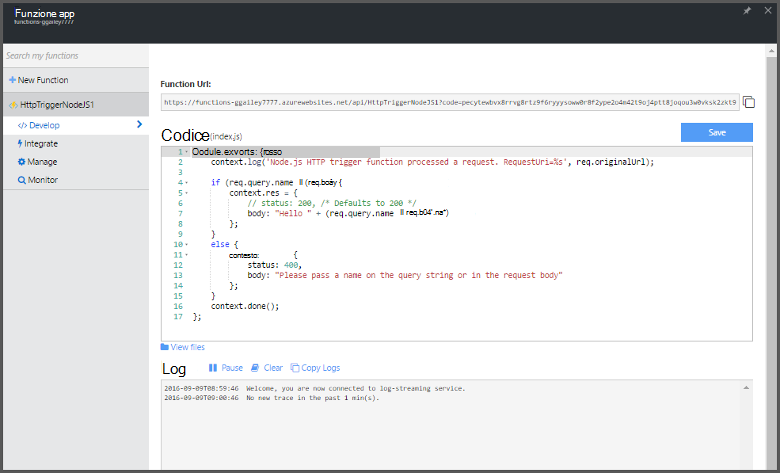 Funzione app
functions-ggailey7777
Search my functions
New Function
HttpTriggerNodeJS1
</> Develop
Integrate
Manage
Monitor
Function Url:
https://functions-ggailey7777.azurewebsites.net/api/HttpTriggerNodeJS1?code=pecytewbvx8rrvg8rtz9f6ryyysoww0r8f2ype2o4m42t9oj4ptt8joqou3w0vksk2zkt9
Codice(index.js)
Save
1 Oodule.exvorts: {rosso
2 context.log('Node.js HTTP trigger function processed a request. RequestUri=%s', req.originalUrl);
3
4 if (req.query.name (req.body {
5 context.res = {
6 // status: 200, /* Defaults to 200 */
7 body: "Hello " + (req.query.name req.b04'.na")
8 };
9 }
10 else {
11 contesto: {
12 status: 400,
13 body: "Please pass a name on the query string or in the request body"
14 };
15 }
16 context.done();
17 };
View files
Log
Pause
Clear
Copy Logs
2016-09-09T08:59:46 Welcome, you are now connected to log-streaming service.
2016-09-09T09:00:46 No new trace in the past 1 min(s).